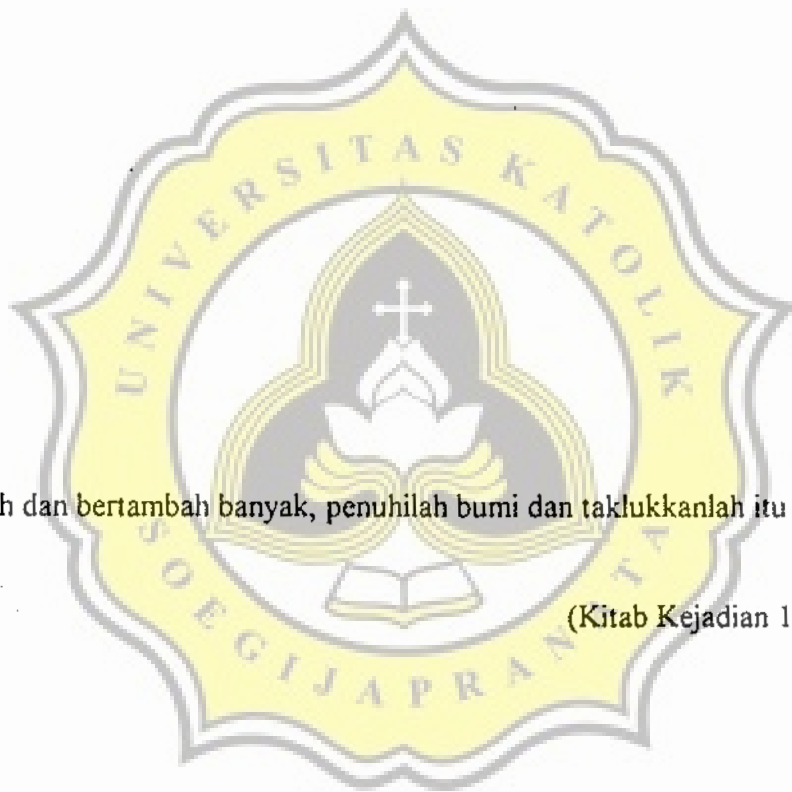 UNIVERSITAS KATOLIK
h dan bertambah banyak, penuhilah bumi dan taklukkanlah itu
(Kitab Kejadian 1
SOEGIJAPRANATA